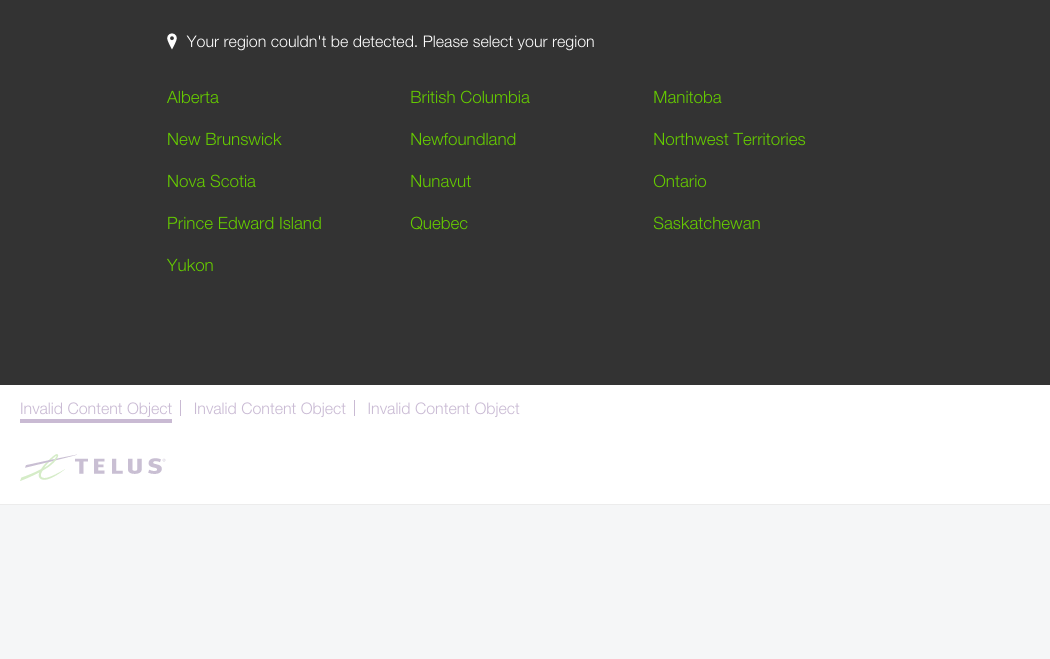 Your region couldn't be detected. Please select your region
Alberta British Columbia Manitoba
New Brunswick Newfoundland Northwest Territories
Nova Scotia Nunavut Ontario
Prince Edward Island Quebec Saskatchewan
Yukon
Invalid Content Object Invalid Content Object Invalid Content Object
TELUS